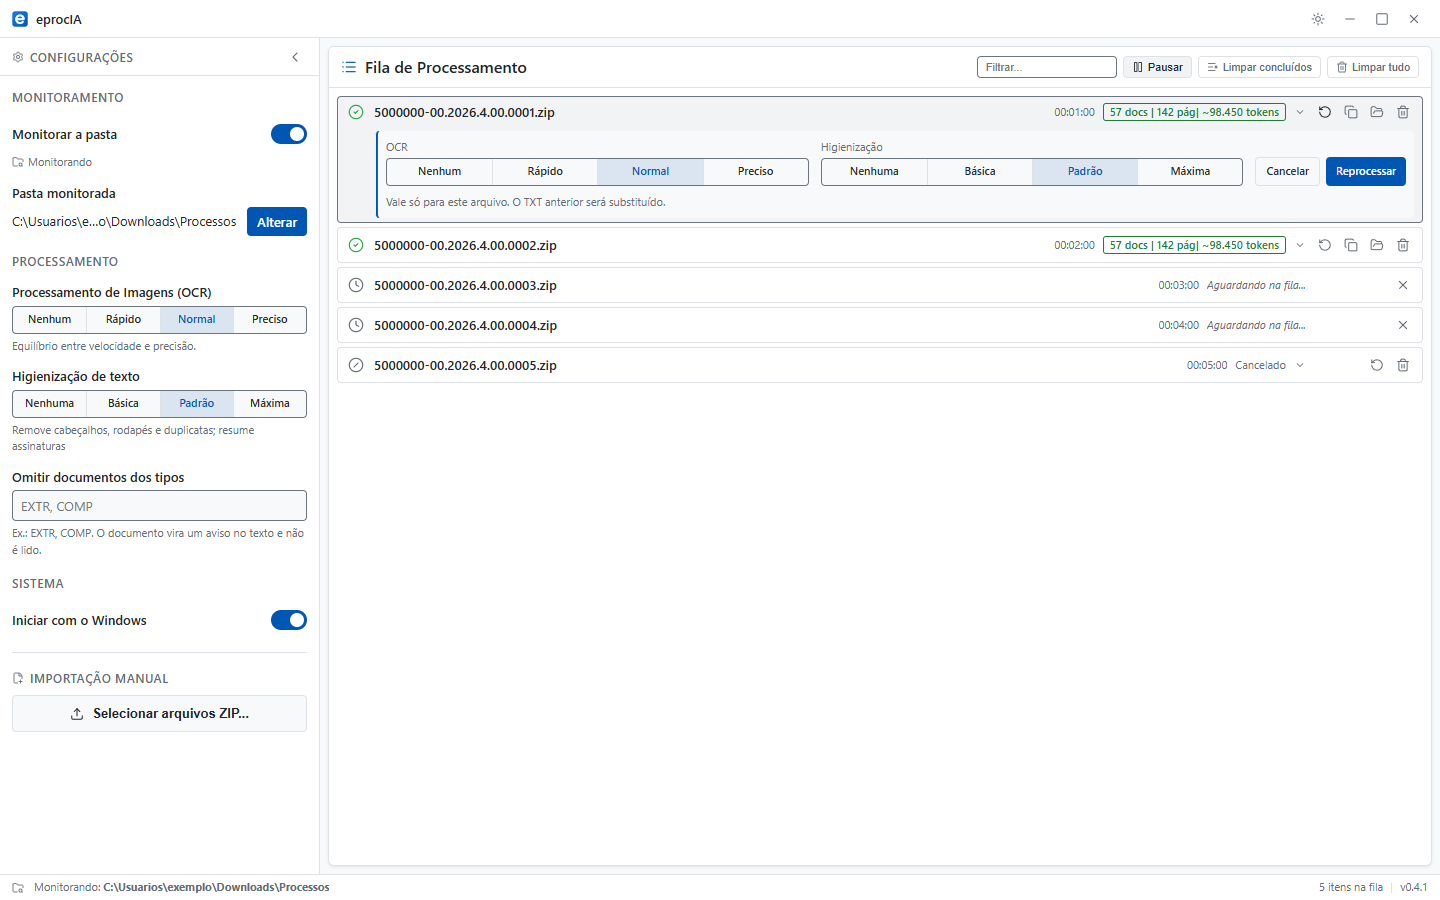 eprocIA
CONFIGURAÇÕES
MONITORAMENTO
Monitorar a pasta
Monitorando
Pasta monitorada
C:\Usuarios\e...o\Downloads\Processos
Alterar
PROCESSAMENTO
Processamento de Imagens (OCR)
Nenhum Rápido Normal Preciso
Equilíbrio entre velocidade e precisão.
Higienização de texto
Nenhuma Básica Padrão Máxima
Remove cabeçalhos, rodapés e duplicatas; resume
assinaturas
Omitir documentos dos tipos
EXTR, COMP
Ex.: EXTR, COMP. O documento vira um aviso no texto e não
é lido.
SISTEMA
Iniciar com o Windows
IMPORTAÇÃO MANUAL
Selecionar arquivos ZIP...
Fila de Processamento
Filtrar...
Pausar
Limpar concluídos
Limpar tudo
5000000-00.2026.4.00.0001.zip 00:01:00 57 docs | 142 pág| ~98.450 tokens
OCR
Nenhum Rápido Normal Preciso
Higienização
Nenhuma Básica Padrão Máxima
Cancelar
Reprocessar
Vale só para este arquivo. O TXT anterior será substituído.
5000000-00.2026.4.00.0002.zip 00:02:00 57 docs | 142 pág| ~98.450 tokens
5000000-00.2026.4.00.0003.zip 00:03:00 Aguardando na fila...
5000000-00.2026.4.00.0004.zip 00:04:00 Aguardando na fila...
5000000-00.2026.4.00.0005.zip 00:05:00 Cancelado
Monitorando: C:\Usuarios\exemplo\Downloads\Processos
5 itens na fila
v0.4.1